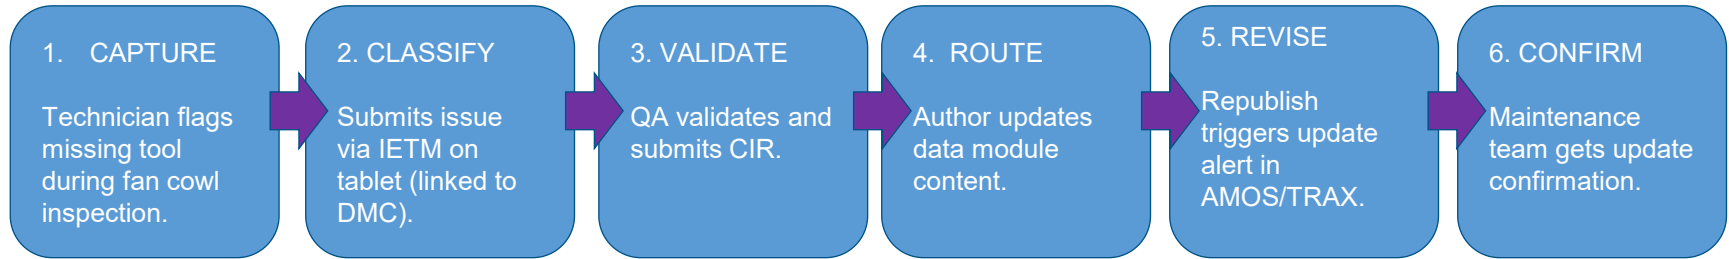 1. CAPTURE
Technician flags
missing tool
during fan cowl
inspection.
2. CLASSIFY
Submits issue
via IETM on
tablet (linked to
DMC).
3. VALIDATE
QA validates and
submits CIR.
4. ROUTE
Author updates
data module
content.
5. REVISE
Republish
triggers update
alert in
AMOS/TRAX.
6. CONFIRM
Maintenance
team gets update
confirmation.